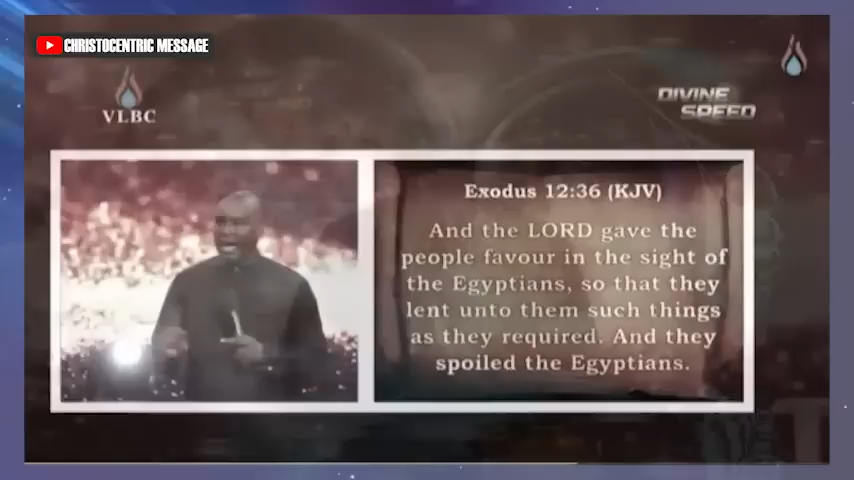 CHRISTOCENTRIC MESSAGE
VLBC
DIVINE
SPEED
Exodus 12:36 (KJV)
And the LORD gave the
people favour in the sight of
the Egyptians, so that they
lent unto them such things
as they required. And they
spoiled the Egyptians.